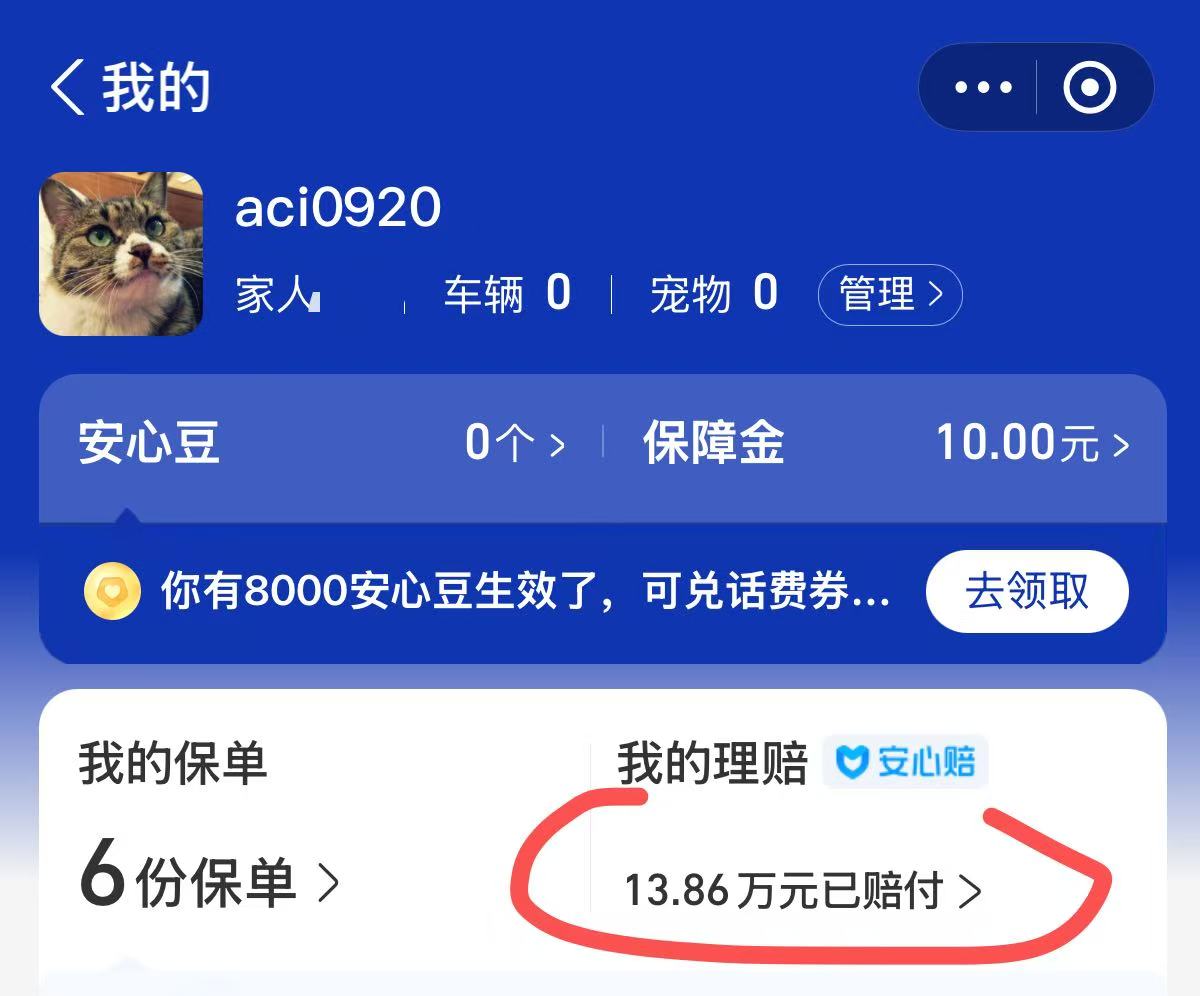 我的
aci0920
家人 车辆 0 宠物 0 管理
安心豆 0个 保障金 10.00元
你有8000安心豆生效了，可兑话费券... 去领取
我的保单 我的理赔 安心赔
6份保单 13.86万元已赔付